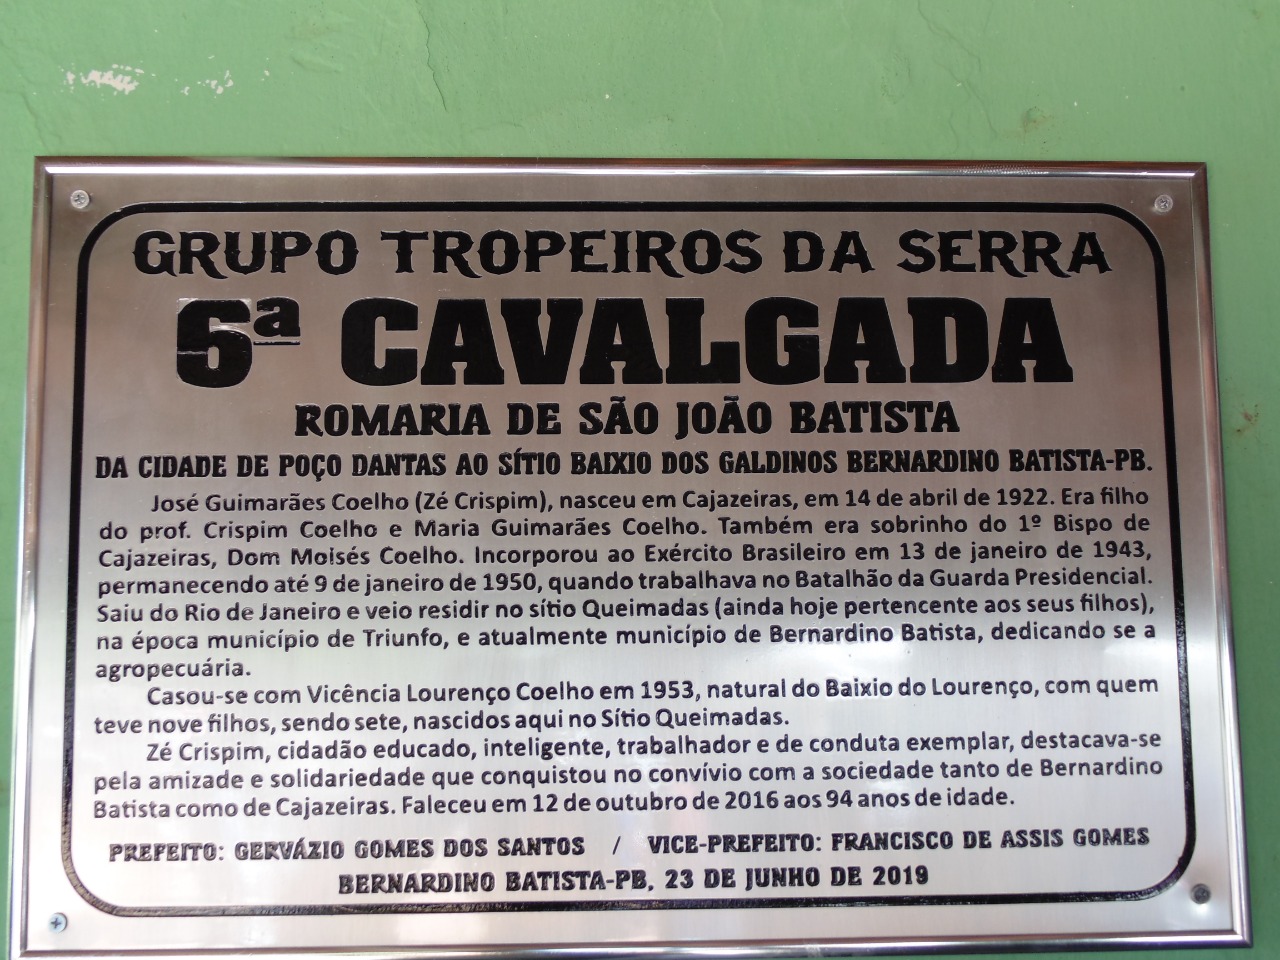 GRUPO TROPEIROS DA SERRA
6ª CAVALGADA
ROMARIA DE SÃO JOÃO BATISTA
DA CIDADE DE POÇO DANTAS AO SÍTIO BAIXIO DOS GALDINOS BERNARDINO BATISTA-PB.
José Guimarães Coelho (Zé Crispim), nasceu em Cajazeiras, em 14 de abril de 1922. Era filho
do prof. Crispim Coelho e Maria Guimarães Coelho. Também era sobrinho do 1º Bispo de
Cajazeiras, Dom Moisés Coelho. Incorporou ao Exército Brasileiro em 13 de janeiro de 1943,
permanecendo até 9 de janeiro de 1950, quando trabalhava no Batalhão da Guarda Presidencial.
Saiu do Rio de Janeiro e veio residir no sítio Queimadas (ainda hoje pertencente aos seus filhos),
na época município de Triunfo, e atualmente município de Bernardino Batista, dedicando se a
agropecuária.
Casou-se com Vicência Lourenço Coelho em 1953, natural do Baixio do Lourenço, com quem
teve nove filhos, sendo sete, nascidos aqui no Sítio Queimadas.
Zé Crispim, cidadão educado, inteligente, trabalhador e de conduta exemplar, destacava-se
pela amizade e solidariedade que conquistou no convívio com a sociedade tanto de Bernardino
Batista como de Cajazeiras. Faleceu em 12 de outubro de 2016 aos 94 anos de idade.
PREFEITO: GERVÁZIO GOMES DOS SANTOS / VICE-PREFEITO: FRANCISCO DE ASSIS GOMES
BERNARDINO BATISTA-PB, 23 DE JUNHO DE 2019